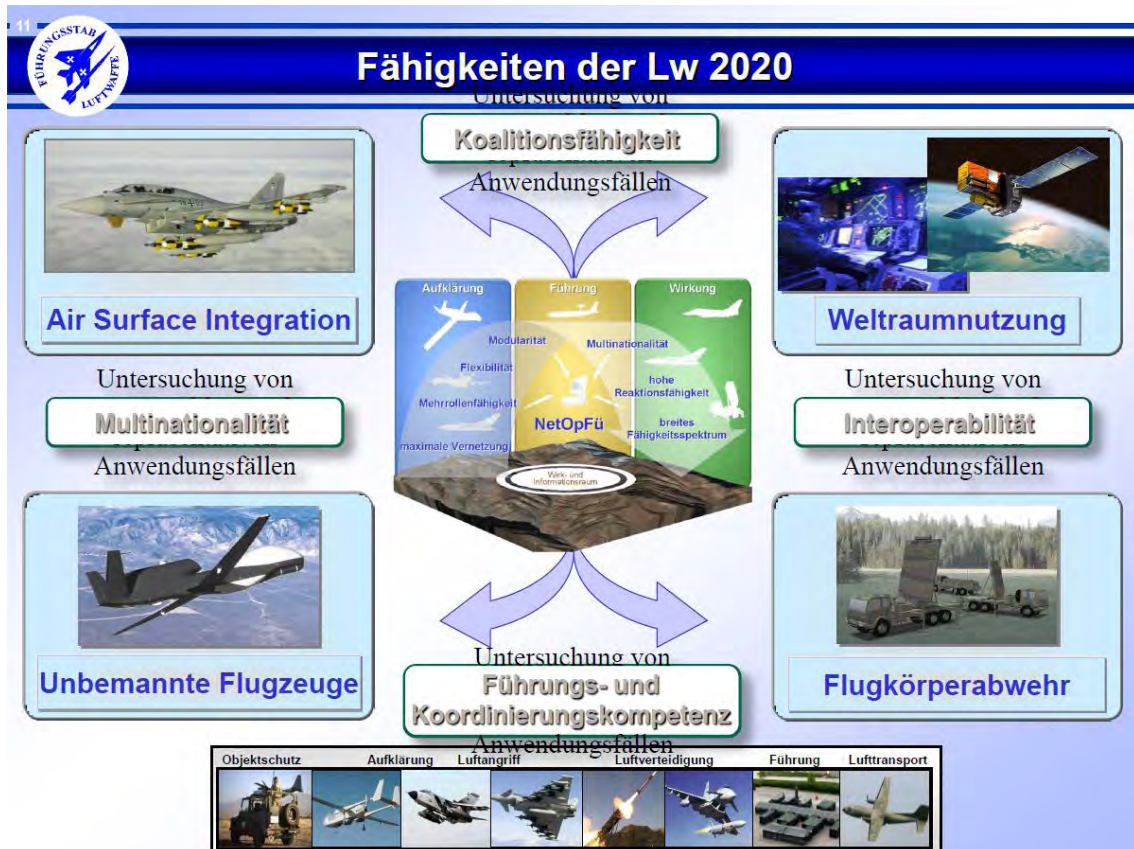 11
FÜHRUNGSSTAB
LUFTWAFFE
Fähigkeiten der Lw 2020
Untersuchung von
Koalitionsfähigkeit
Anwendungsfällen
Air Surface Integration
Weltraumnutzung
Aufklärung
Führung
Wirkung
Modularität
Multinationalität
Flexibilität
hohe
Reaktionsfähigkeit
Mehrrollenfähigkeit
NetOpFü
breites
Fähigkeitsspektrum
maximale Vernetzung
Wirk- und
Informationsraum
Untersuchung von
Multinationalität
Anwendungsfällen
Untersuchung von
Interoperabilität
Anwendungsfällen
Unbemannte Flugzeuge
Flugkörperabwehr
Untersuchung von
Führungs- und
Koordinierungskompetenz
Anwendungsfällen
Objektschutz Aufklärung Luftangriff Luftverteidigung Führung Lufttransport